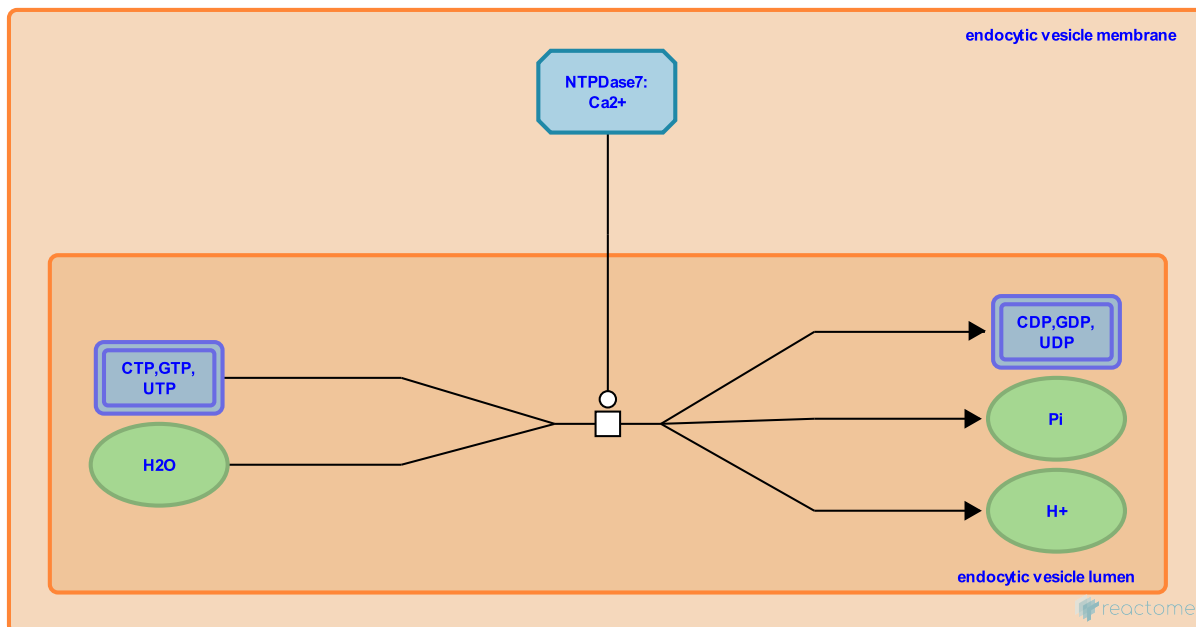 endocytic vesicle membrane
NTPDase7:
Ca2+
CTP,GTP,
UTP
H2O
CDP,GDP,
UDP
Pi
H+
endocytic vesicle lumen
reactome